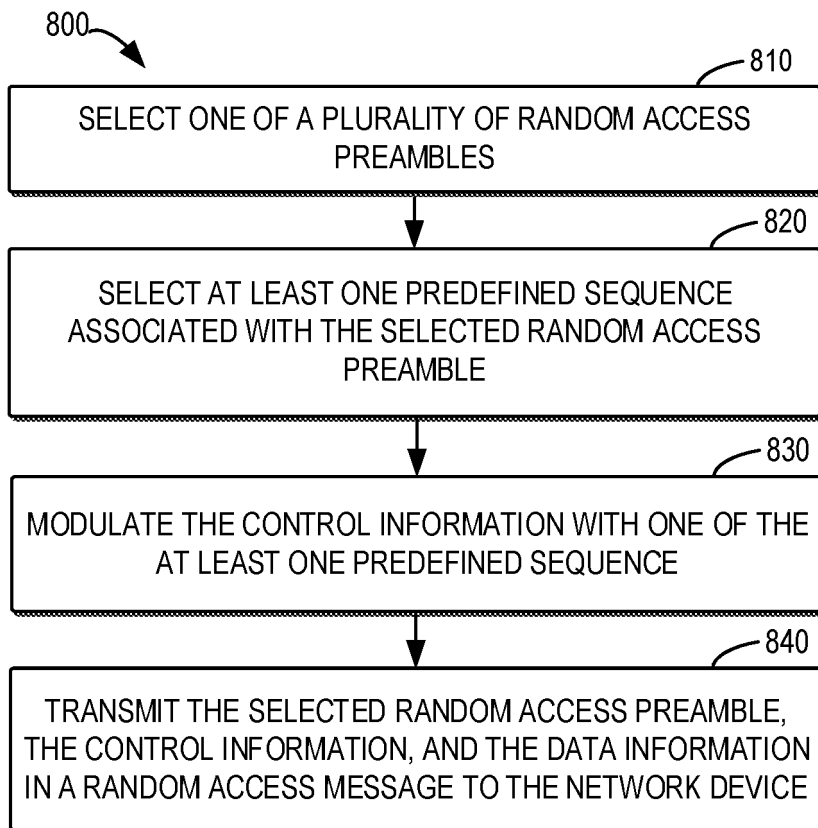 800
810
SELECT ONE OF A PLURALITY OF RANDOM ACCESS
PREAMBLES
820
SELECT AT LEAST ONE PREDEFINED SEQUENCE
ASSOCIATED WITH THE SELECTED RANDOM ACCESS
PREAMBLE
830
MODULATE THE CONTROL INFORMATION WITH ONE OF THE
AT LEAST ONE PREDEFINED SEQUENCE
840
TRANSMIT THE SELECTED RANDOM ACCESS PREAMBLE,
THE CONTROL INFORMATION, AND THE DATA INFORMATION
IN A RANDOM ACCESS MESSAGE TO THE NETWORK DEVICE